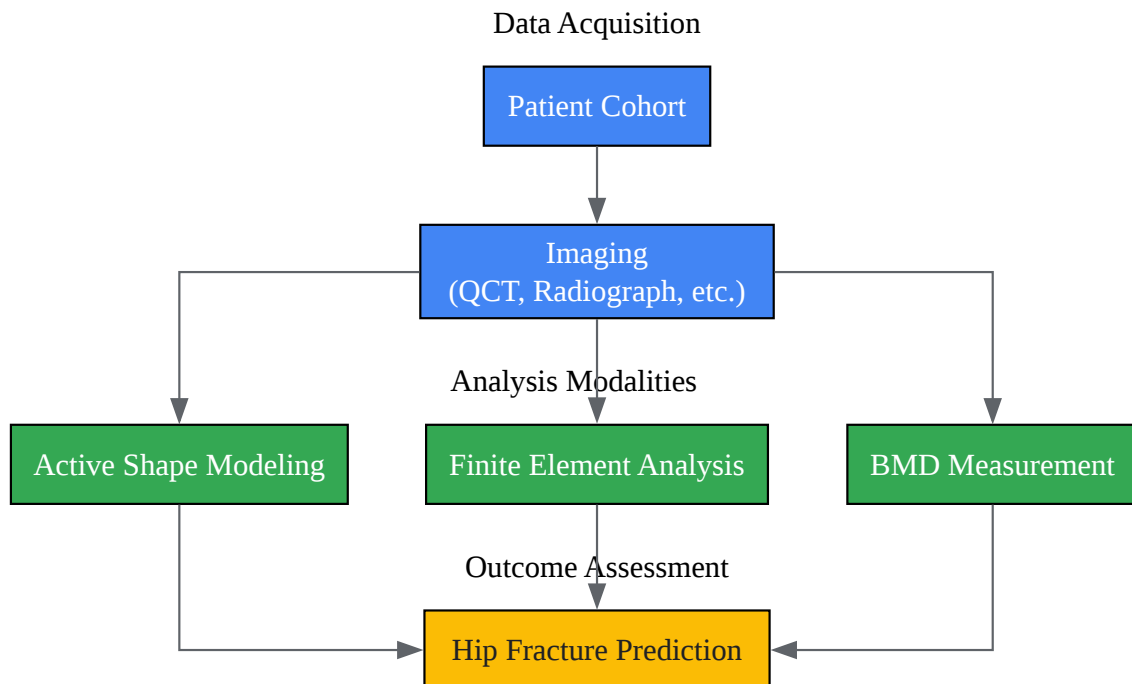 Data Acquisition
Patient Cohort
Imaging
(QCT, Radiograph, etc.)
Analysis Modalities
Active Shape Modeling
Finite Element Analysis
BMD Measurement
Outcome Assessment
Hip Fracture Prediction